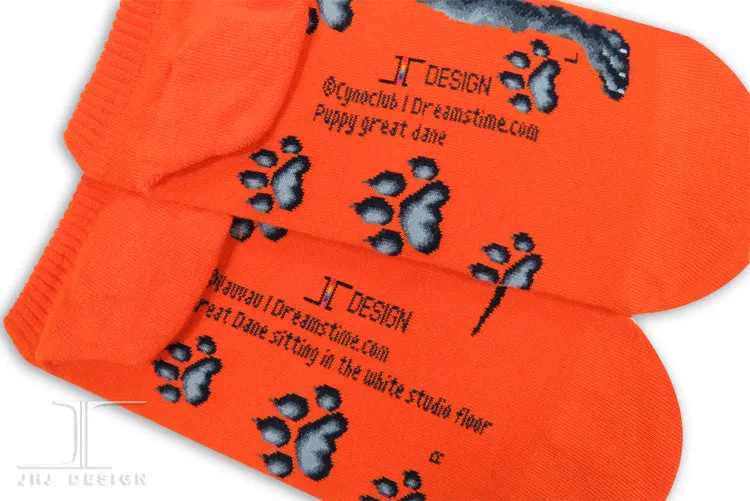 DESIGN
©Cynoclub | Dreamstime.com
Puppy great dane
L
DESIGN
| Dreamstime.com
Dane sitting in the white studio floor
R
JHJ DESIGN